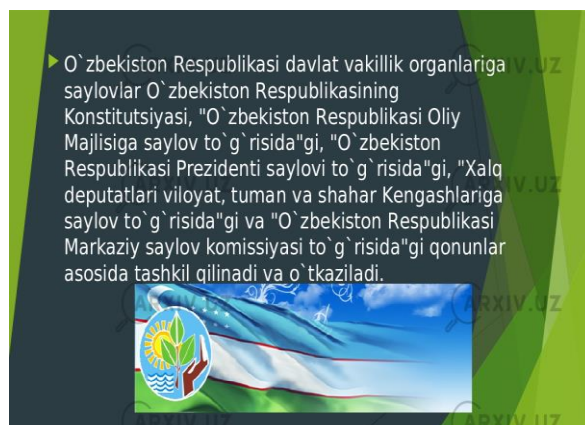 O`zbekiston Respublikasi davlat vakillik organlariga
saylovlar O`zbekiston Respublikasining
Konstitutsiyasi, "O`zbekiston Respublikasi Oliy
Majlisiga saylov to`g`risida"gi, "O`zbekiston
Respublikasi Prezidenti saylovi to`g`risida"gi, "Xalq
deputatlari viloyat, tuman va shahar Kengashlariga
saylov to`g`risida"gi va "O`zbekiston Respublikasi
Markaziy saylov komissiyasi to`g`risida"gi qonunlar
asosida tashkil qilinadi va o`tkaziladi.
ARXIV.UZ